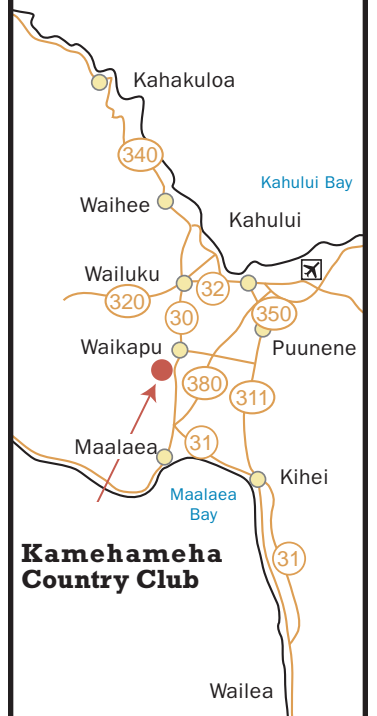 Kahakuloa
340
Kahului Bay
Waihee
Kahului
Wailuku
32
320
350
30
Waikapu
Puunene
380
311
Maalaea
31
Kihei
Maalaea
Bay
Kamehameha
Country Club
31
Wailea